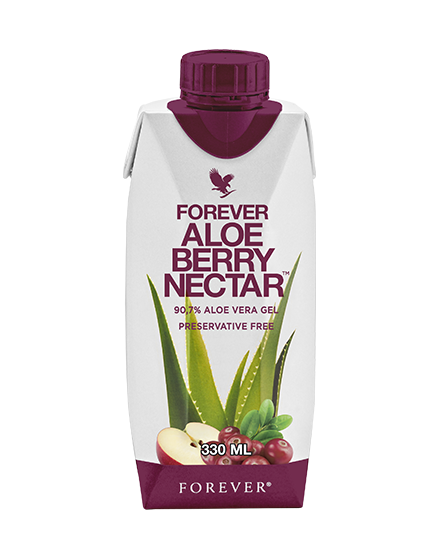 FOREVER
ALOE
BERRY
NECTAR™
90,7% ALOE VERA GEL
PRESERVATIVE FREE
330 ML
FOREVER®